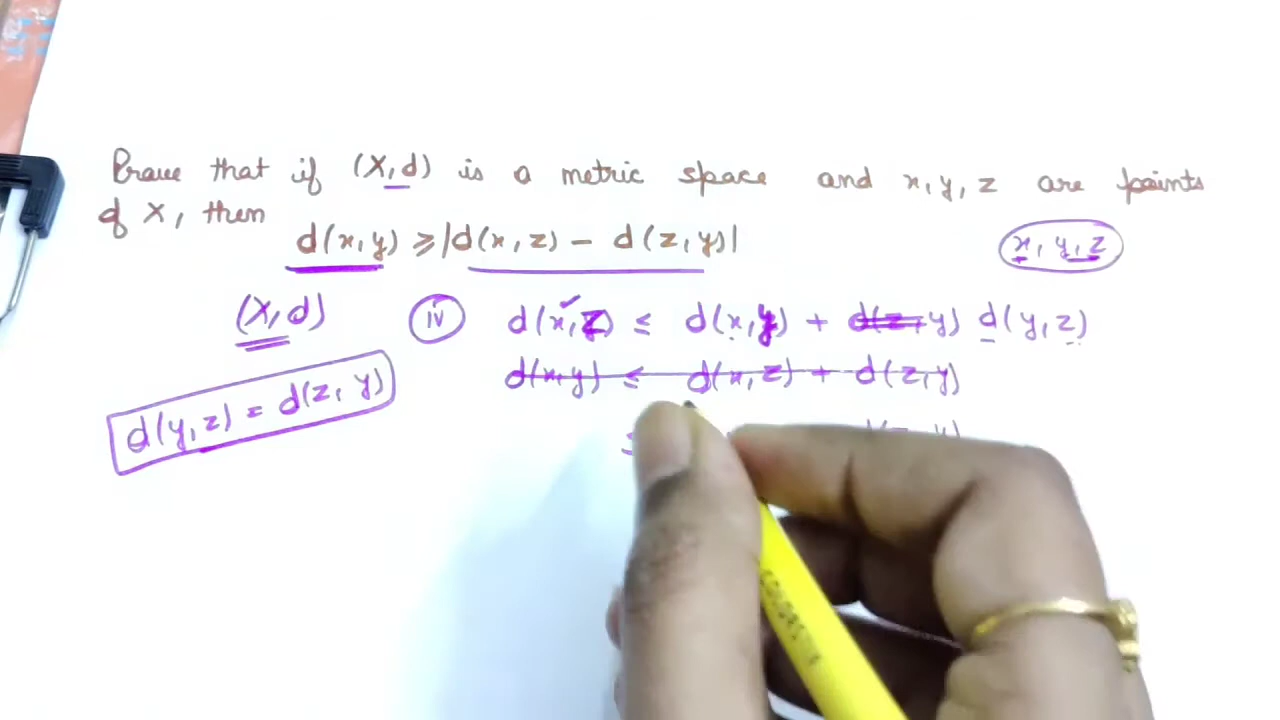 Prove that if (X,d) is a metric space and x, y, z are points
of X, then
d(x,y) ≥ |d(x,z) - d(z,y)|
x, y, z
(X,d) iv d(x,z) ≤ d(x,y) + d(z, y) d(y,z)
d(x,y) ≤ d(x,z) + d(z,y)
d(y,z) = d(z, y)
≤